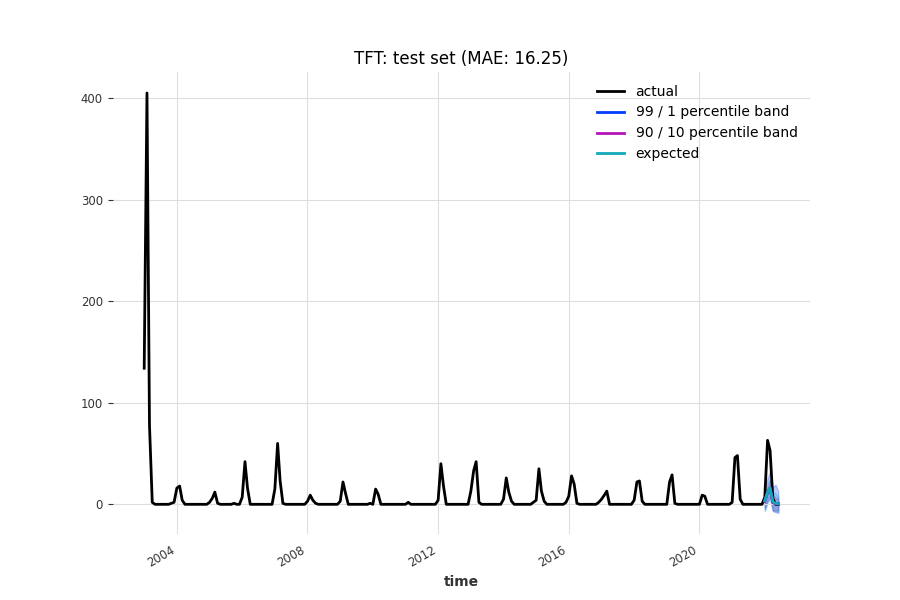 TFT: test set (MAE: 16.25)
actual
99 / 1 percentile band
90 / 10 percentile band
expected
400
300
200
100
0
2004
2008
2012
2016
2020
time